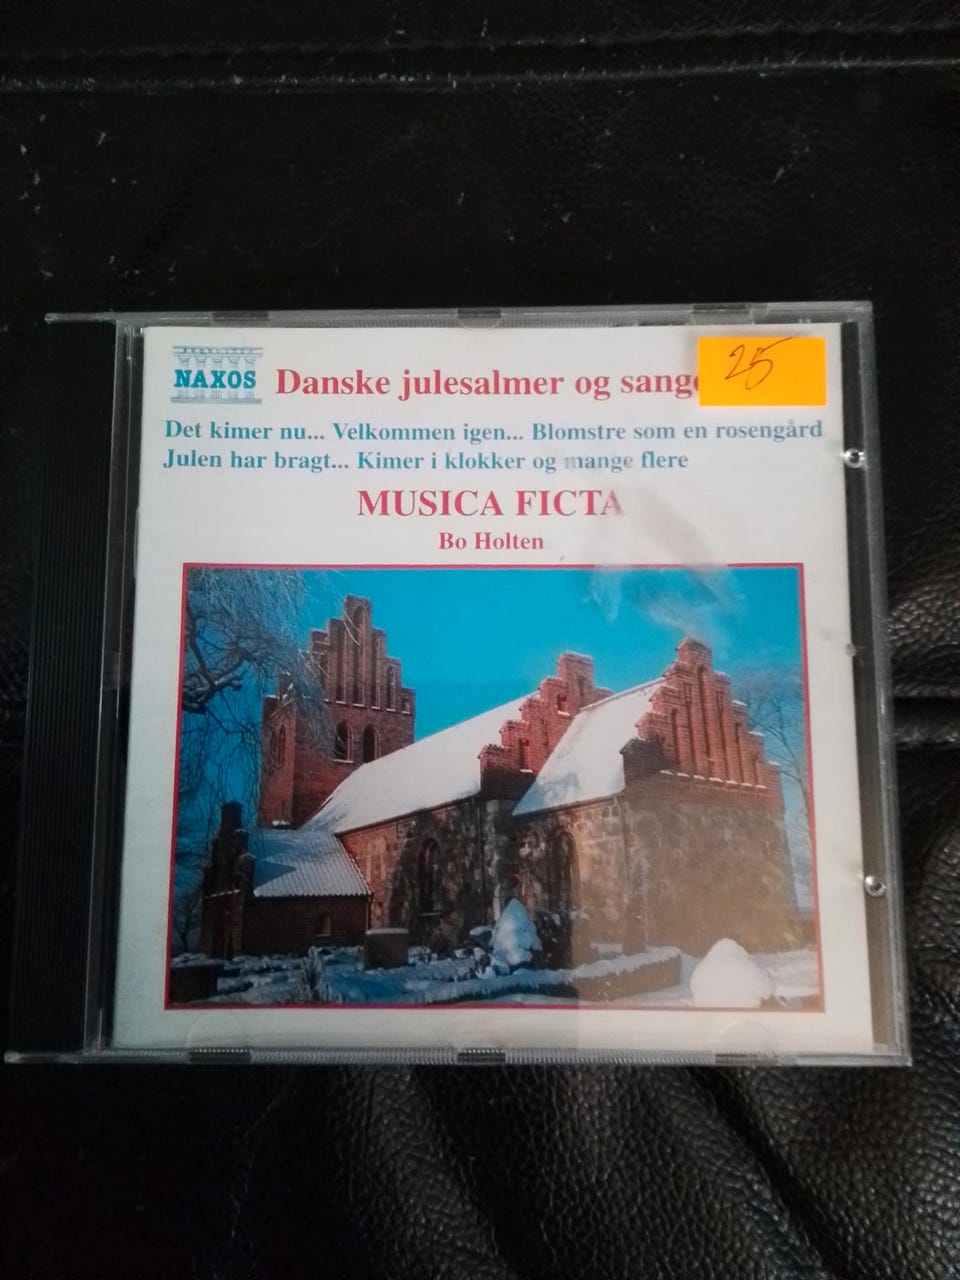 NAXOS
Danske julesalmer og sange
25
Det kimer nu... Velkommen igen... Blomstre som en rosengård
Julen har bragt... Kimer i klokker og mange flere
MUSICA FICTA
Bo Holten